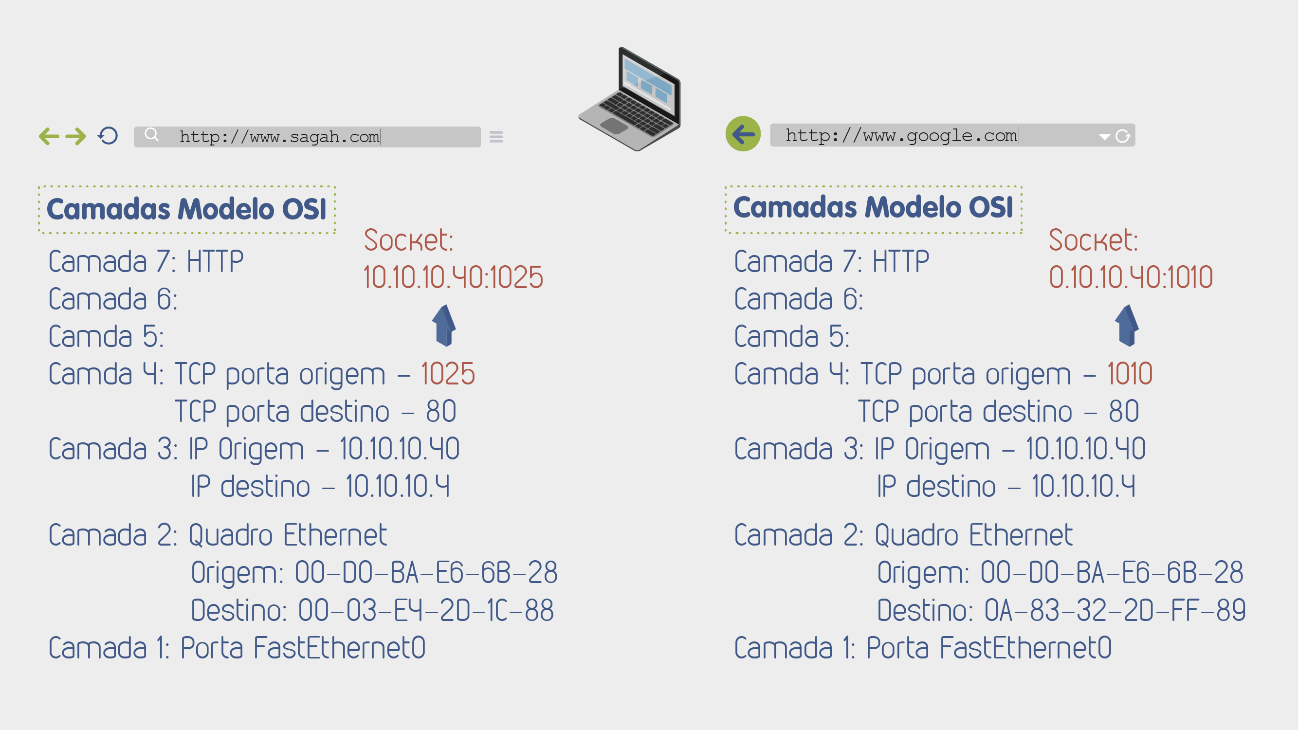 http://www.sagah.com
Camadas Modelo OSI
Socket:
10.10.10.40:1025
Camada 7: HTTP
Camada 6:
Camda 5:
Camda 4: TCP porta origem - 1025
TCP porta destino - 80
Camada 3: IP Origem - 10.10.10.40
IP destino - 10.10.10.4
Camada 2: Quadro Ethernet
Origem: 00-D0-BA-E6-6B-28
Destino: 00-03-E4-2D-1C-88
Camada 1: Porta FastEthernet0
http://www.google.com
Camadas Modelo OSI
Socket:
0.10.10.40:1010
Camada 7: HTTP
Camada 6:
Camda 5:
Camda 4: TCP porta origem - 1010
TCP porta destino - 80
Camada 3: IP Origem - 10.10.10.40
IP destino - 10.10.10.4
Camada 2: Quadro Ethernet
Origem: 00-D0-BA-E6-6B-28
Destino: 0A-83-32-2D-FF-89
Camada 1: Porta FastEthernet0